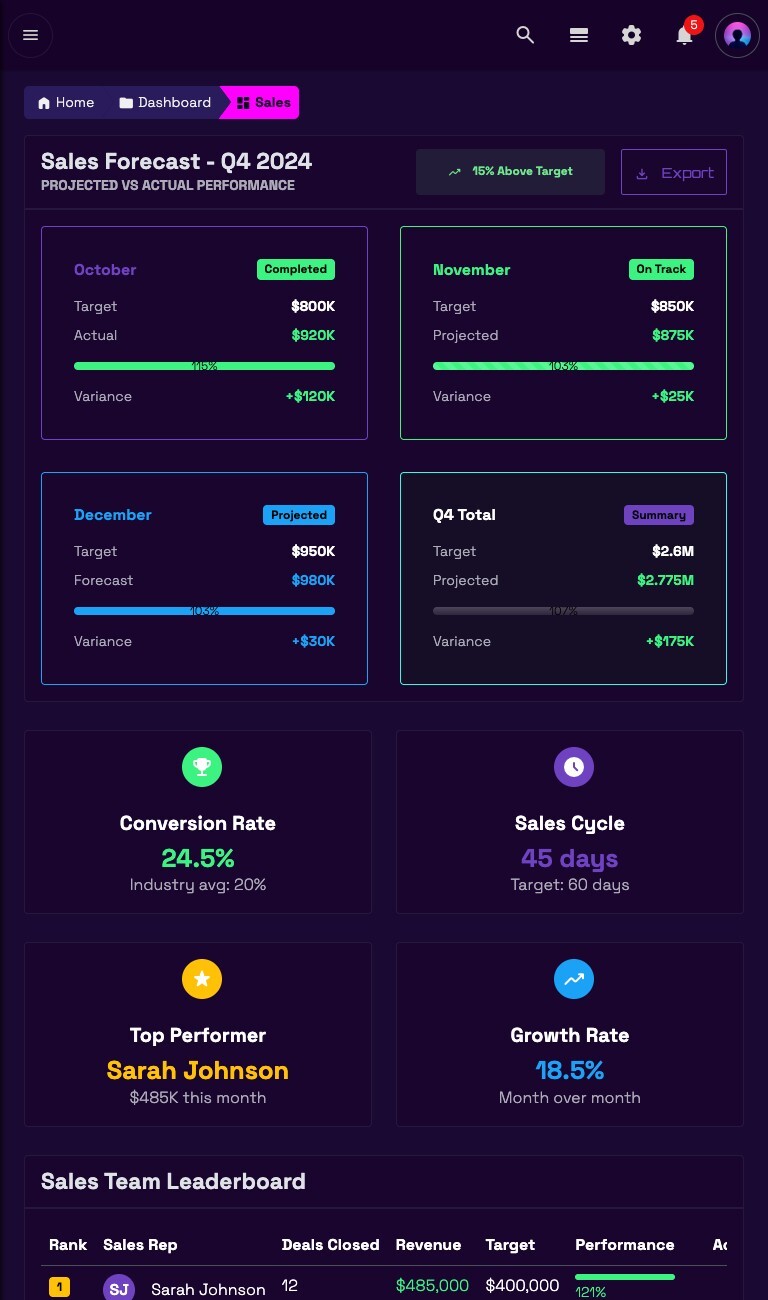 5
Home Dashboard Sales
Sales Forecast - Q4 2024
PROJECTED VS ACTUAL PERFORMANCE
15% Above Target
Export
October Completed
Target $800K
Actual $920K
115%
Variance +$120K
November On Track
Target $850K
Projected $875K
103%
Variance +$25K
December Projected
Target $950K
Forecast $980K
103%
Variance +$30K
Q4 Total Summary
Target $2.6M
Projected $2.775M
107%
Variance +$175K
Conversion Rate
24.5%
Industry avg: 20%
Sales Cycle
45 days
Target: 60 days
Top Performer
Sarah Johnson
$485K this month
Growth Rate
18.5%
Month over month
Sales Team Leaderboard
Rank Sales Rep Deals Closed Revenue Target Performance
1 SJ Sarah Johnson 12 $485,000 $400,000 121%